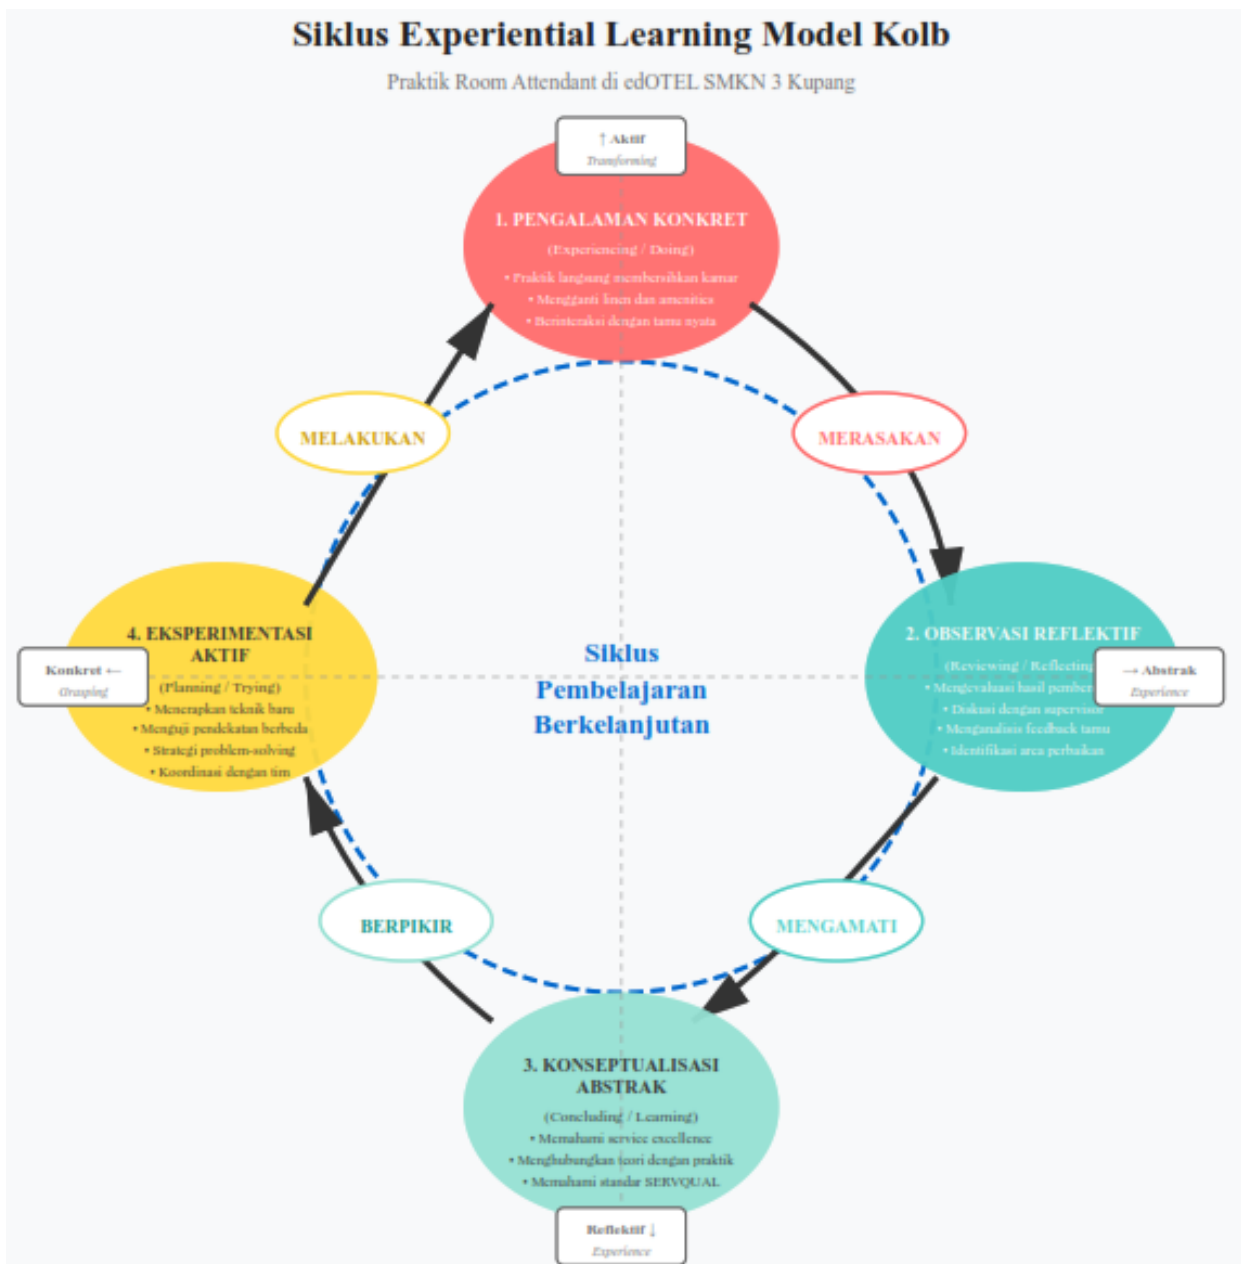 Siklus Experiential Learning Model Kolb
Praktik Room Attendant di edOTEL SMKN 3 Kupang
↑ Aktif
Transforming
1. PENGALAMAN KONKRET
(Experiencing / Doing)
• Praktik langsung membersihkan kamar
• Mengganti linen dan amenities
• Berinteraksi dengan tamu nyata
MELAKUKAN
MERASAKAN
4. EKSPERIMENTASI
AKTIF
(Planning / Trying)
• Menerapkan teknik baru
• Menguji pendekatan berbeda
• Strategi problem-solving
• Koordinasi dengan tim
Konkret ←
Grasping
Siklus
Pembelajaran
Berkelanjutan
2. OBSERVASI REFLEKTIF
(Reviewing / Reflecting
• Mengevaluasi hasil
• Diskusi dengan supervisor
• Menganalisis feedback tamu
• Identifikasi area perbaikan
→ Abstrak
Experience
BERPIKIR
MENGAMATI
3. KONSEPTUALISASI
ABSTRAK
(Concluding / Learning)
• Memahami service excellence
• Menghubungkan teori dengan praktik
• Memahami standar SERVQUAL
Reflektif ↓
Experience